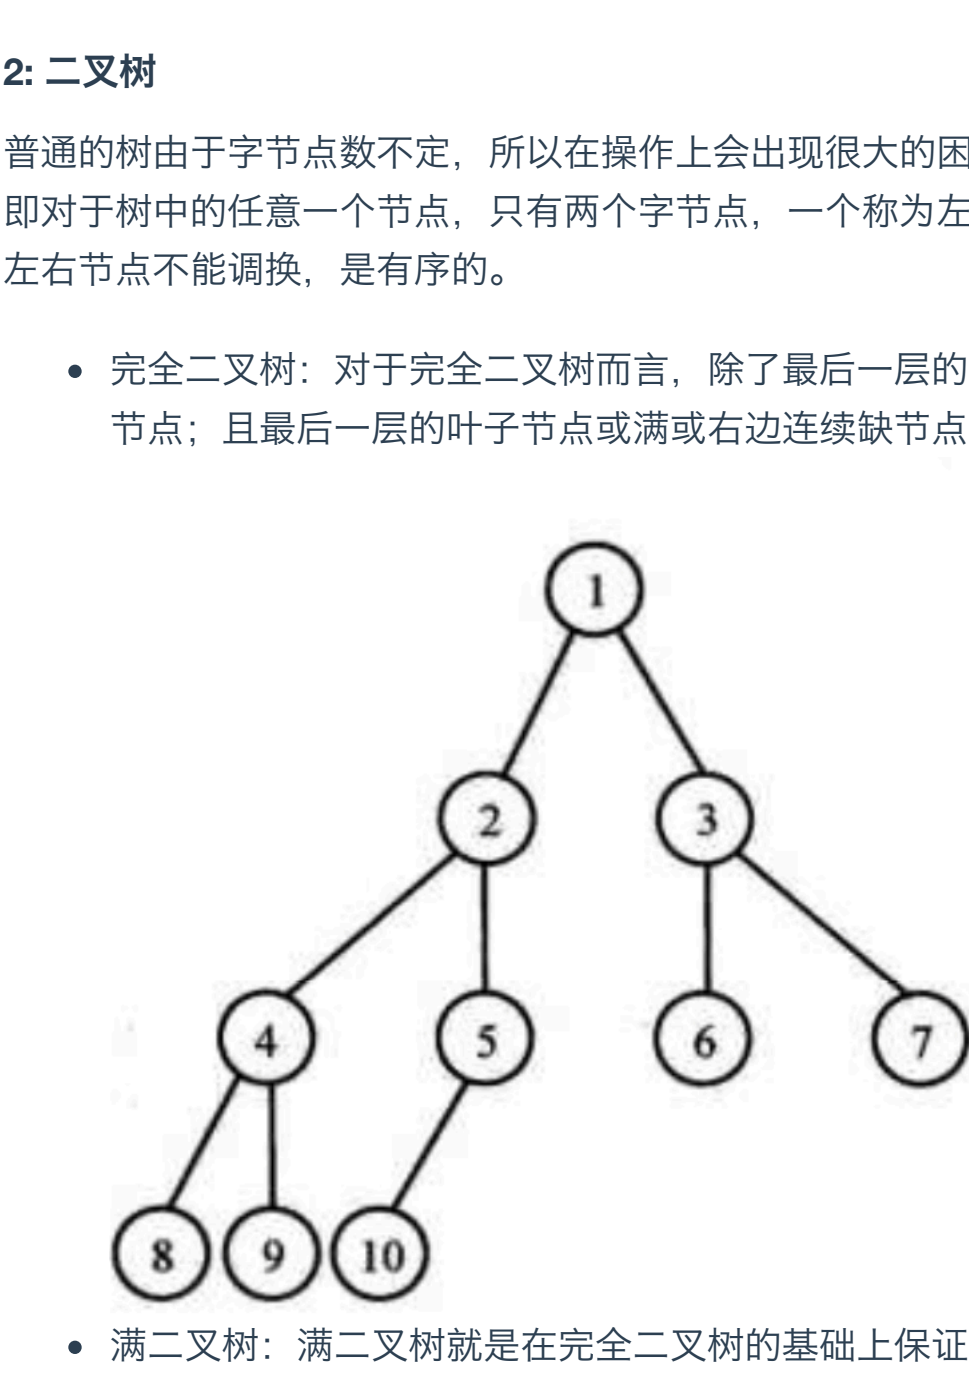 2: 二叉树
普通的树由于字节点数不定，所以在操作上会出现很大的困
即对于树中的任意一个节点，只有两个字节点，一个称为左
左右节点不能调换，是有序的。
完全二叉树：对于完全二叉树而言，除了最后一层的
节点；且最后一层的叶子节点或满或右边连续缺节点
1
2 3
4 5 6 7
8 9 10
满二叉树：满二叉树就是在完全二叉树的基础上保证